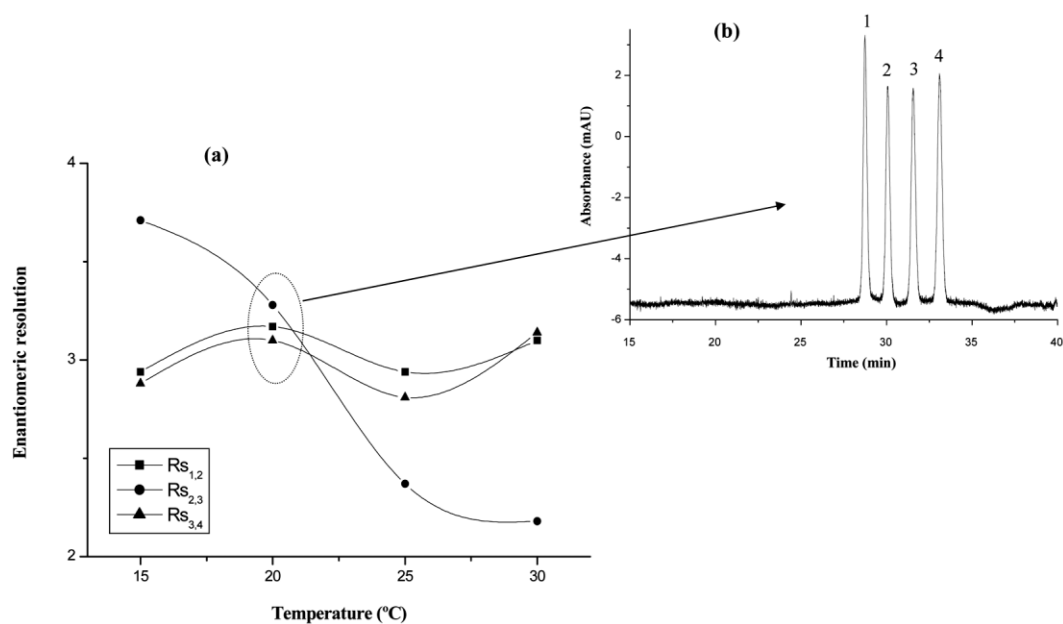 (a)
Enantiomeric resolution
4
3
2
15 20 25 30
Temperature (ºC)
Rs1,2
Rs2,3
Rs3,4
(b)
1
2
3
4
Absorbance (mAU)
2
0
-2
-4
-6
15 20 25 30 35 40
Time (min)